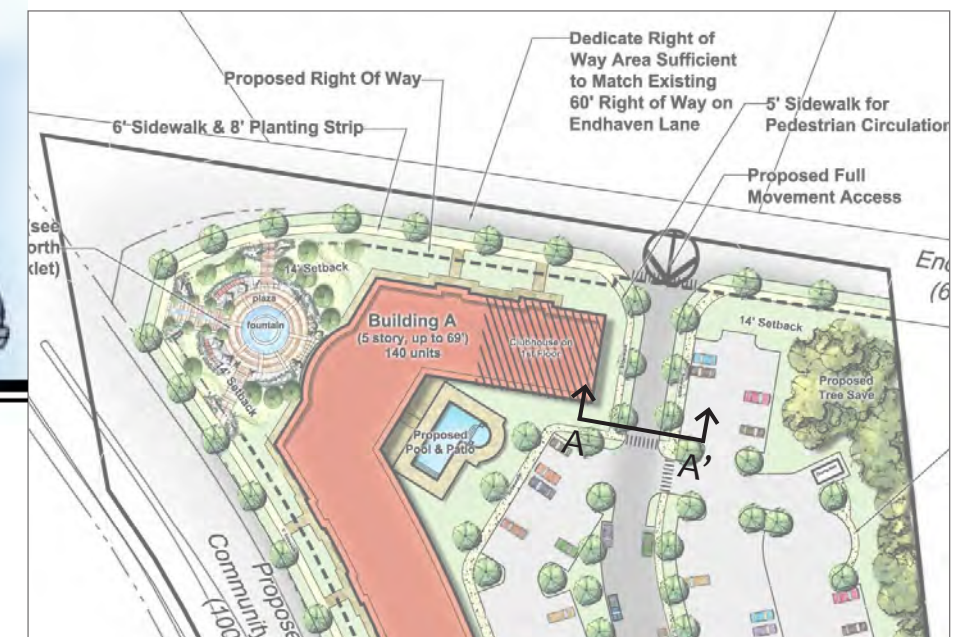 Dedicate Right of
Way Area Sufficient
to Match Existing
60' Right of Way on
Endhaven Lane
Proposed Right Of Way
6' Sidewalk & 8' Planting Strip
5' Sidewalk for
Pedestrian Circulation
Proposed Full
Movement Access
(see
orth
klet)
14' Setback
plaza
fountain
14' Setback
Building A
(5 story, up to 69')
140 units
Clubhouse on
1st Floor
14' Setback
Proposed
Tree Save
Proposed
Pool & Patio
A
A'
End
(6
Propose
Community
(100